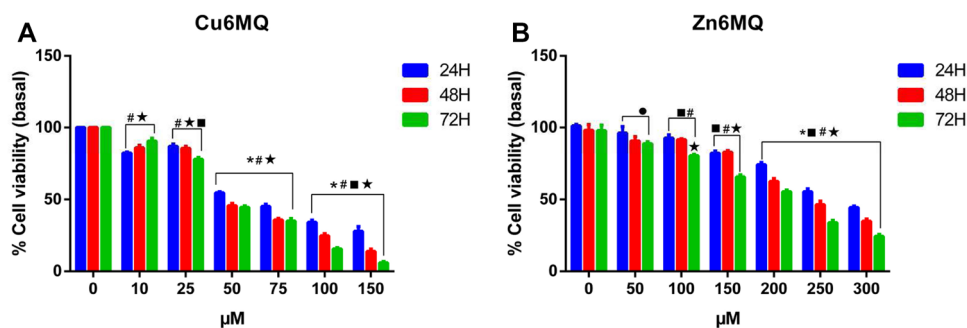 A
Cu6MQ
% Cell viability (basal)
150
100
50
0
#★
#★■
*#★
*#■★
24H
48H
72H
0 10 25 50 75 100 150
µM
B
Zn6MQ
% Cell viability (basal)
150
100
50
0
●
■#
★
■#★
*■#★
24H
48H
72H
0 50 100 150 200 250 300
µM